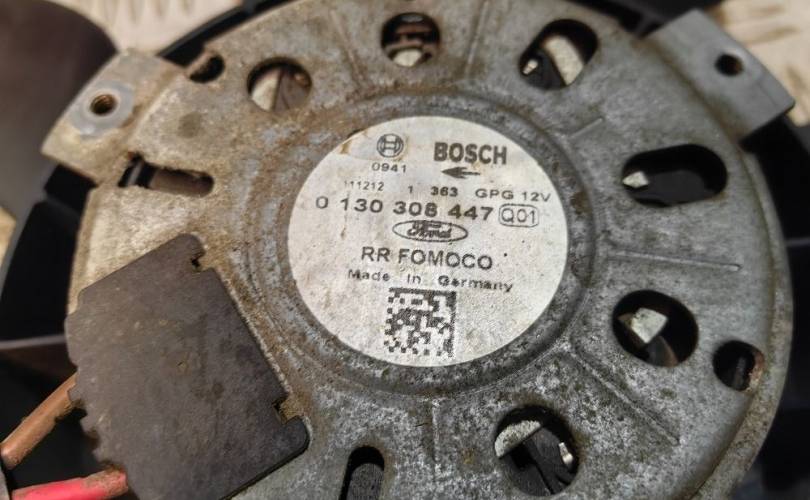 BOSCH
0941
111212 1 363 GPG 12V
0 130 308 447 Q01
Ford
RR FOMOCO
Made in Germany